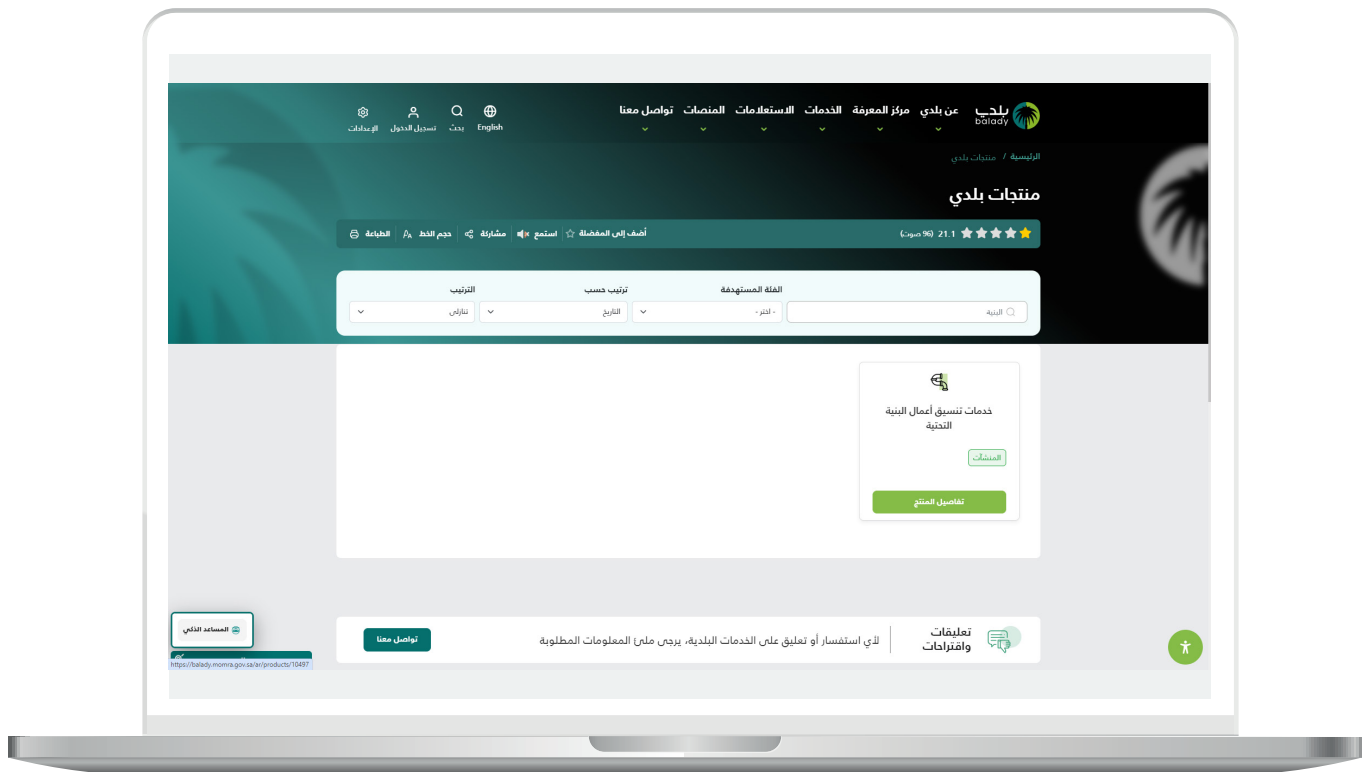 بلدي
balady
عن بلدي
مركز المعرفة
الخدمات
الاستعلامات
المنصات
تواصل معنا
English
بحث
تسجيل الدخول
الإعدادات
الرئيسية / منتجات بلدي
منتجات بلدي
21.1 (96 صوت)
أضف إلى المفضلة
استمع
مشاركة
حجم الخط
الطباعة
الفئة المستهدفة
ترتيب حسب
الترتيب
البنية
- اختر -
التاريخ
تنازلي
خدمات تنسيق أعمال البنية
التحتية
المنشآت
تفاصيل المنتج
تعليقات
واقتراحات
لأي استفسار أو تعليق على الخدمات البلدية، يرجى ملئ المعلومات المطلوبة
تواصل معنا
المساعد الذكي
https://balady.momra.gov.sa/ar/products/10497